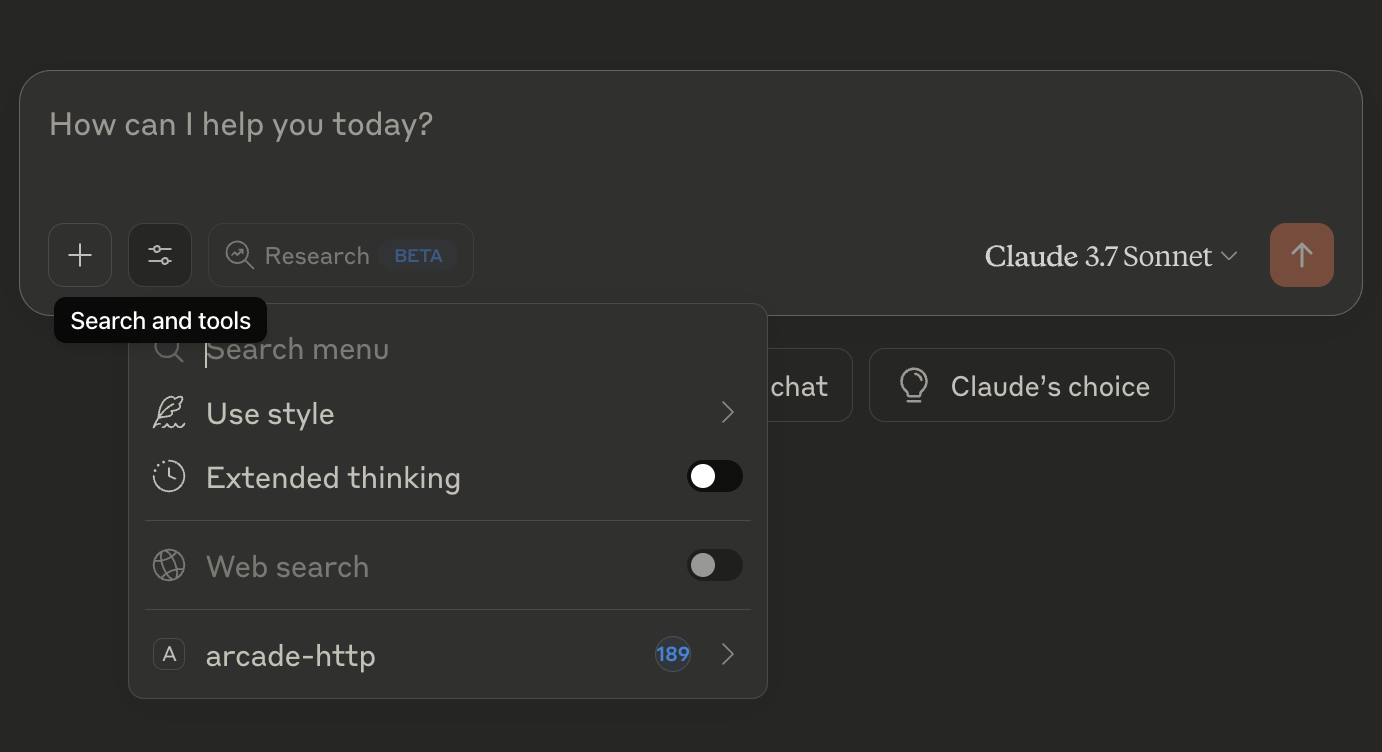 How can I help you today?
Research BETA
Claude 3.7 Sonnet
Search and tools
Search menu
chat
Claude's choice
Use style
Extended thinking
Web search
A arcade-http 189